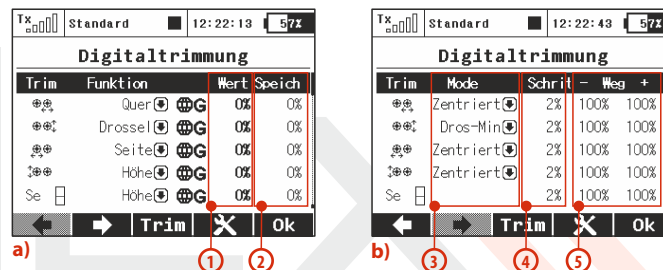 Tx Standard 12:22:13 57%
Digitaltrimmung
Trim Funktion Wert Speich
Quer G 0% 0%
Drossel G 0% 0%
Seite G 0% 0%
Höhe G 0% 0%
Se Höhe G 0% 0%
Trim Ok
a) 1 2
Tx Standard 12:22:43 57%
Digitaltrimmung
Trim Mode Schrit - Weg +
Zentriert 2% 100% 100%
Dros-Min 2% 100% 100%
Zentriert 2% 100% 100%
Zentriert 2% 100% 100%
Se 2% 100% 100%
Trim Ok
b) 3 4 5